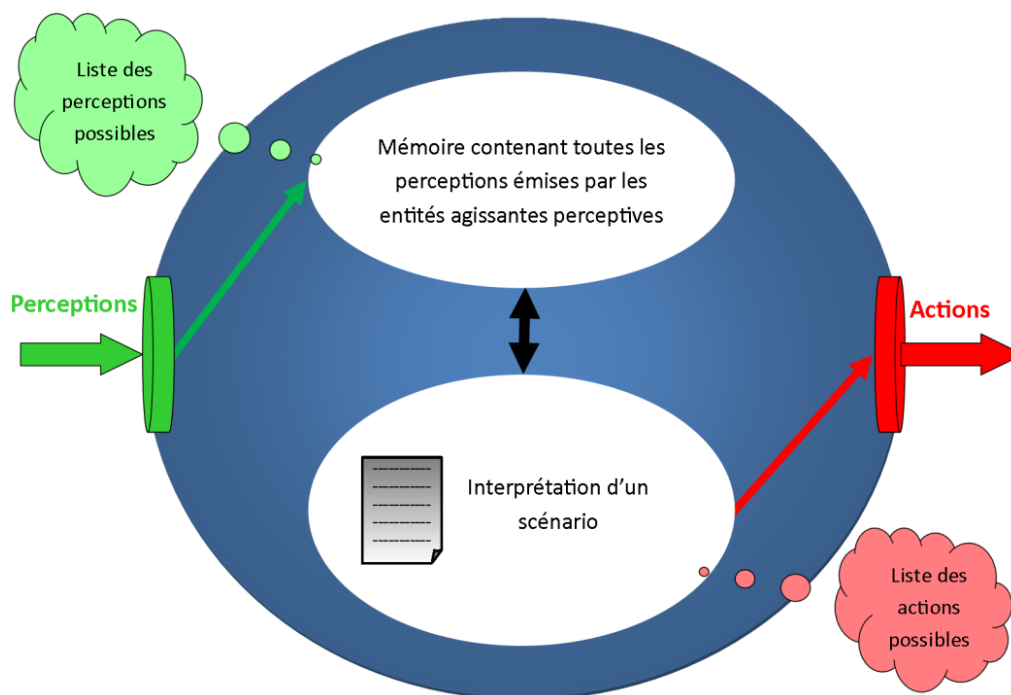 Liste des
perceptions
possibles
Mémoire contenant toutes les
perceptions émises par les
entités agissantes perceptives
Perceptions
Actions
Interprétation d'un
scénario
Liste des
actions
possibles